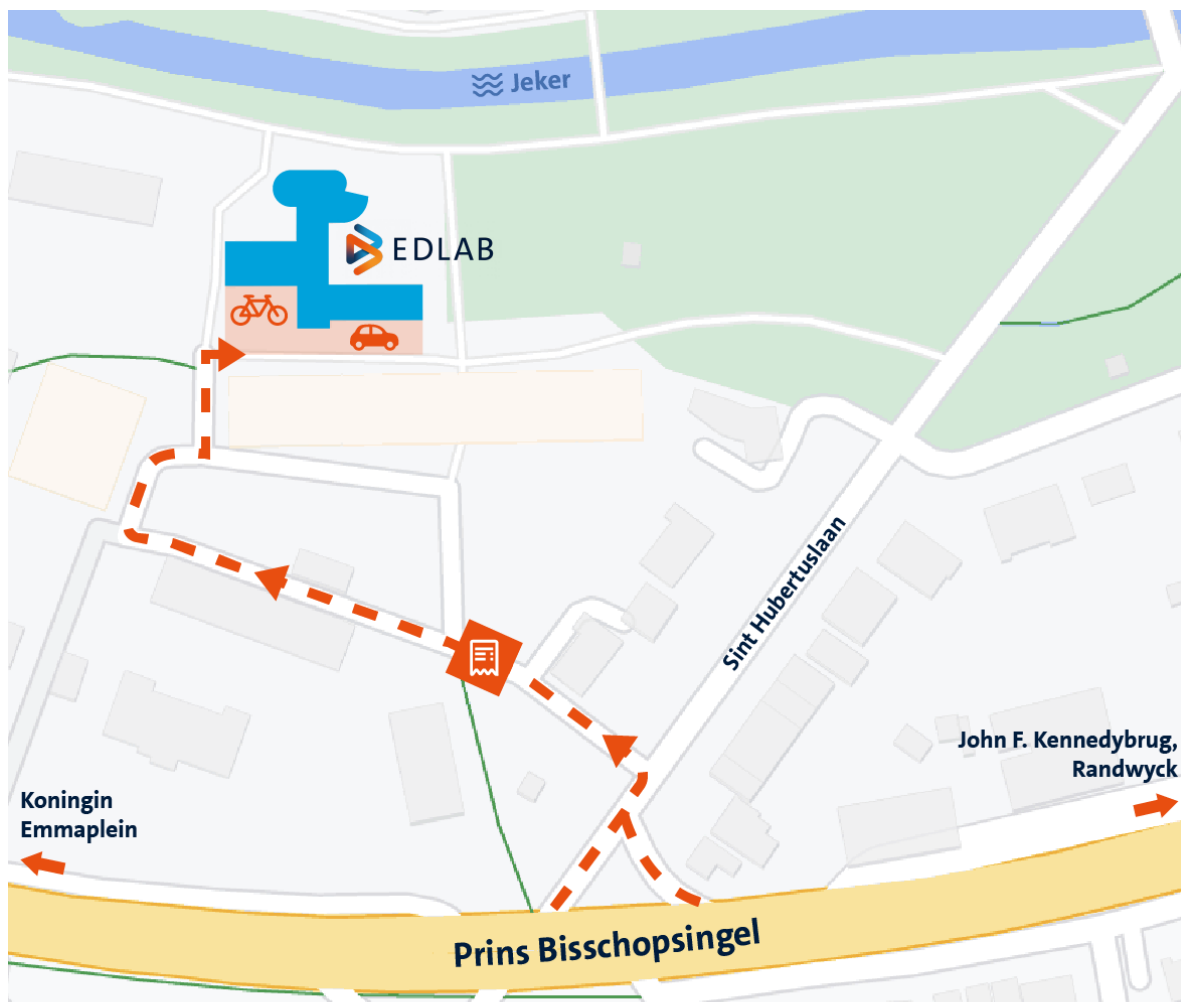 Jeker
EDLAB
Sint Hubertuslaan
John F. Kennedybrug,
Randwyck
Koningin
Emmaplein
Prins Bisschopsingel